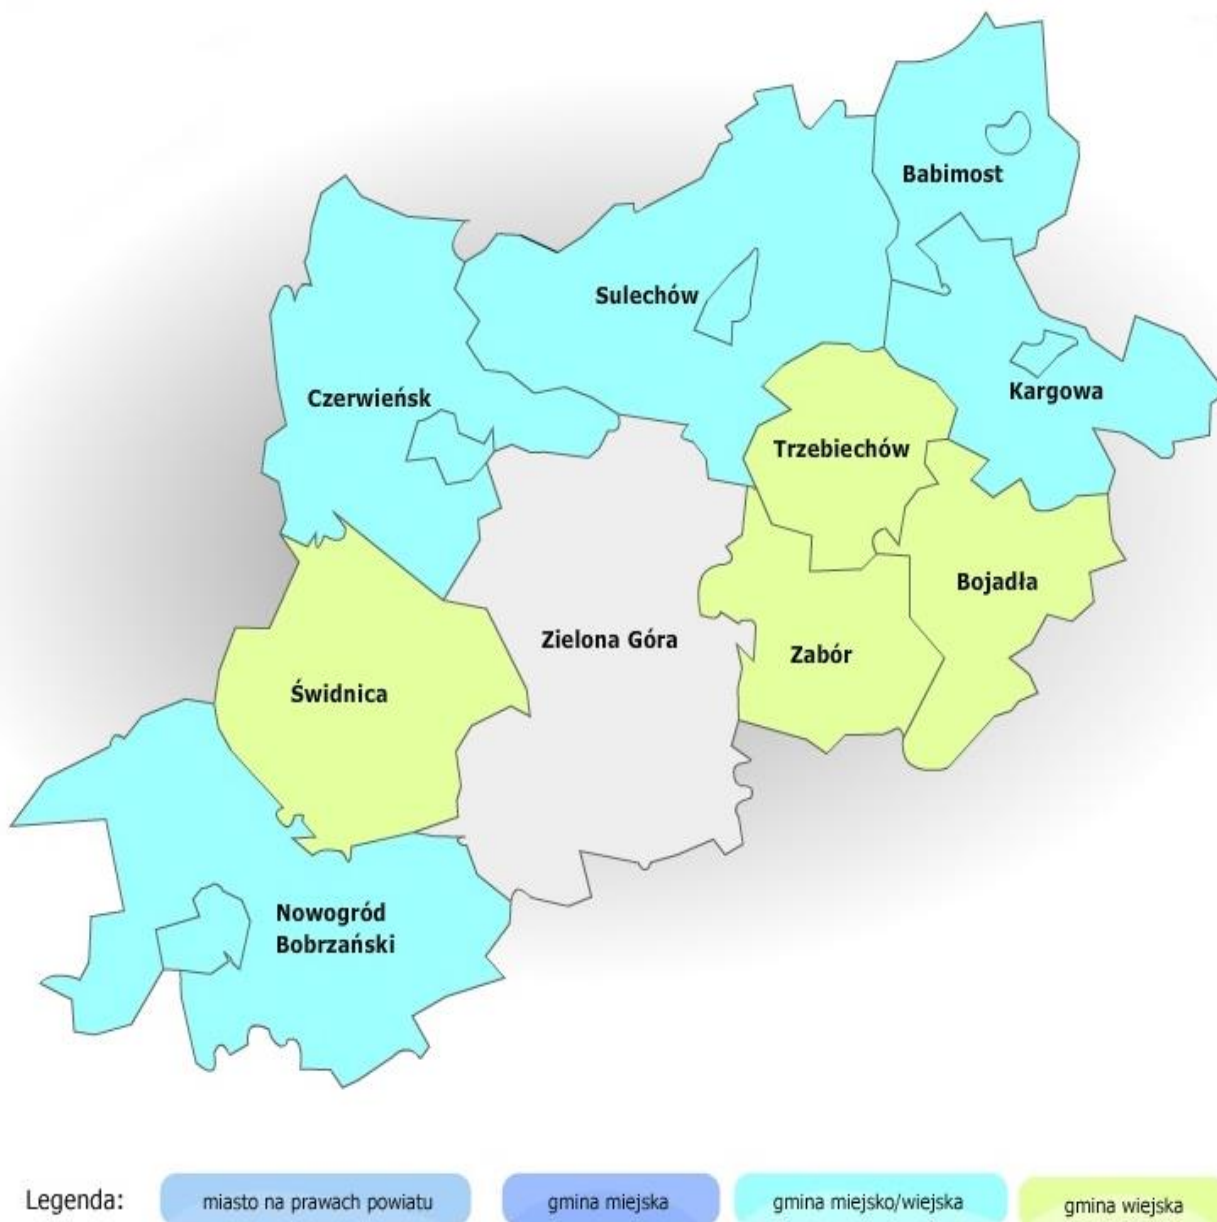 Babimost
Sulechów
Kargowa
Czerwieńsk
Trzebiechów
Bojadła
Zielona Góra
Zabór
Świdnica
Nowogród
Bobrzański
Legenda: miasto na prawach powiatu gmina miejska gmina miejsko/wiejska gmina wiejska